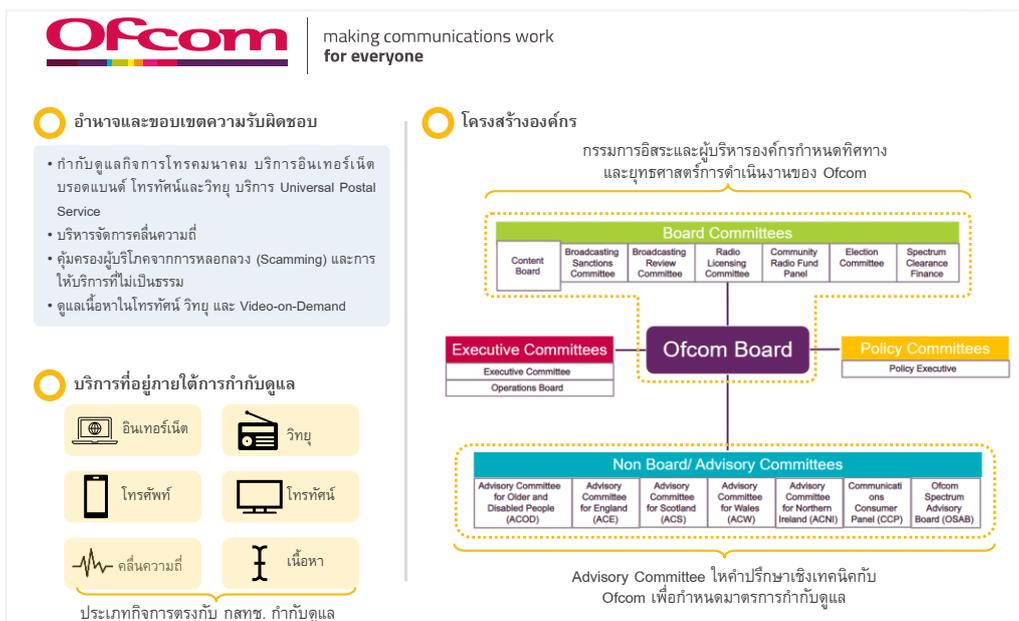 Ofcom
making communications work
for everyone
อำนาจและขอบเขตความรับผิดชอบ
• กำกับดูแลกิจการโทรคมนาคม บริการอินเทอร์เน็ต
บรอดแบนด์ โทรทัศน์และวิทยุ บริการ Universal Postal
Service
• บริหารจัดการคลื่นความถี่
• คุ้มครองผู้บริโภคจากการหลอกลวง (Scamming) และการ
ให้บริการที่ไม่เป็นธรรม
• ดูแลเนื้อหาในโทรทัศน์ วิทยุ และ Video-on-Demand
บริการที่อยู่ภายใต้การกำกับดูแล
อินเทอร์เน็ต
วิทยุ
โทรศัพท์
โทรทัศน์
คลื่นความถี่
เนื้อหา
ประเภทกิจการตรงกับ กสทช. กำกับดูแล
โครงสร้างองค์กร
กรรมการอิสระและผู้บริหารองค์กรกำหนดทิศทาง
และยุทธศาสตร์การดำเนินงานของ Ofcom
Board Committees
Content
Board
Broadcasting
Sanctions
Committee
Broadcasting
Review
Committee
Radio
Licensing
Committee
Community
Radio Fund
Panel
Election
Committee
Spectrum
Clearance
Finance
Executive Committees
Executive Committee
Operations Board
Ofcom Board
Policy Committees
Policy Executive
Non Board/ Advisory Committees
Advisory Committee
for Older and
Disabled People
(ACOD)
Advisory
Committee
for England
(ACE)
Advisory
Committee
for Scotland
(ACS)
Advisory
Committee
for Wales
(ACW)
Advisory
Committee
for Northern
Ireland (ACNI)
Communicati
ons
Consumer
Panel (CCP)
Ofcom
Spectrum
Advisory
Board (OSAB)
Advisory Committee ให้คำปรึกษาเชิงเทคนิคกับ
Ofcom เพื่อกำหนดมาตรการกำกับดูแล